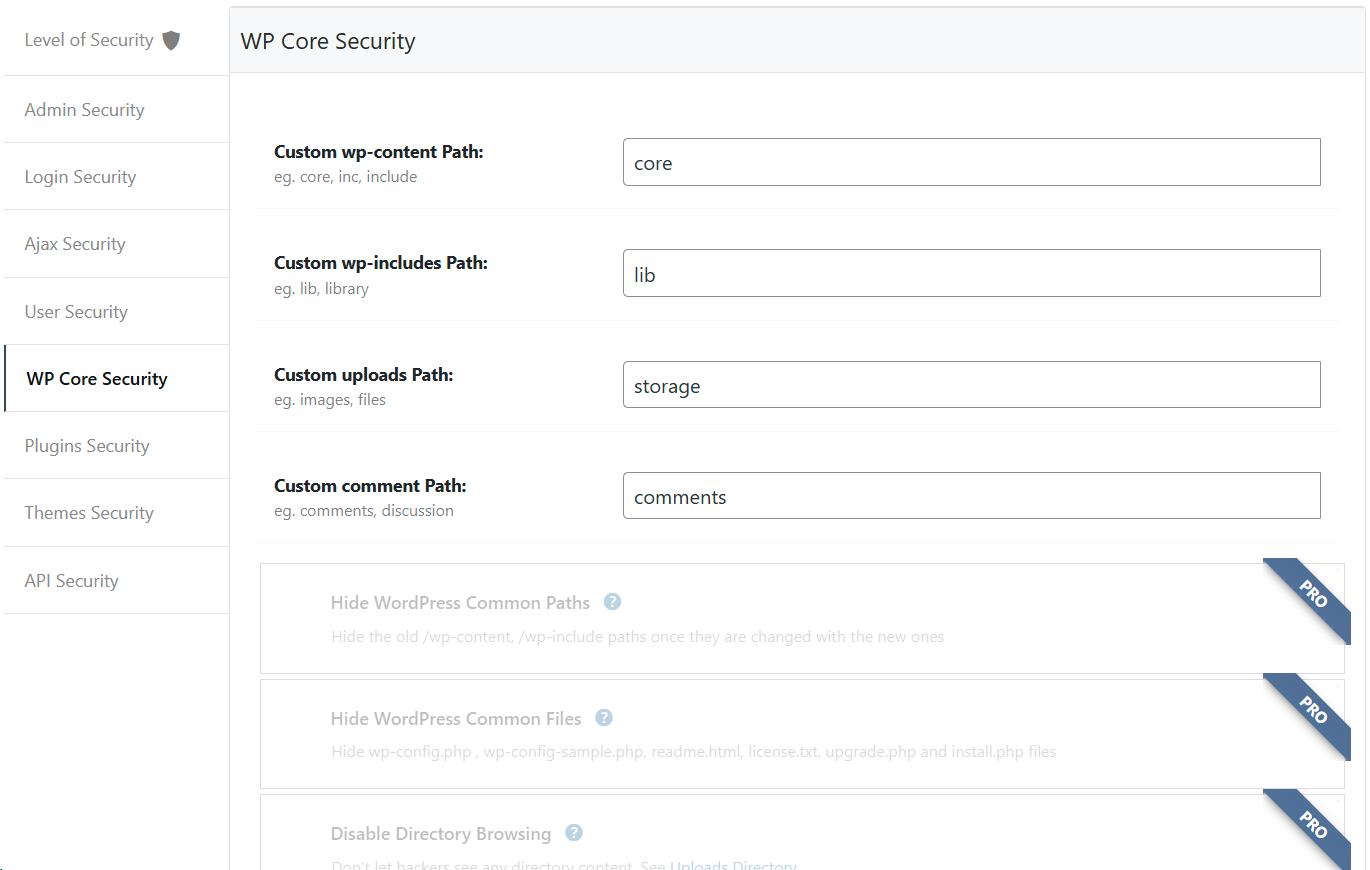 Level of Security
Admin Security
Login Security
Ajax Security
User Security
WP Core Security
Plugins Security
Themes Security
API Security
WP Core Security
Custom wp-content Path:
eg. core, inc, include
core
Custom wp-includes Path:
eg. lib, library
lib
Custom uploads Path:
eg. images, files
storage
Custom comment Path:
eg. comments, discussion
comments
Hide WordPress Common Paths ?
Hide the old /wp-content, /wp-include paths once they are changed with the new ones
PRO
Hide WordPress Common Files ?
Hide wp-config.php , wp-config-sample.php, readme.html, license.txt, upgrade.php and install.php files
PRO
Disable Directory Browsing ?
Don't let hackers see any directory content. See Uploads Directory
PRO